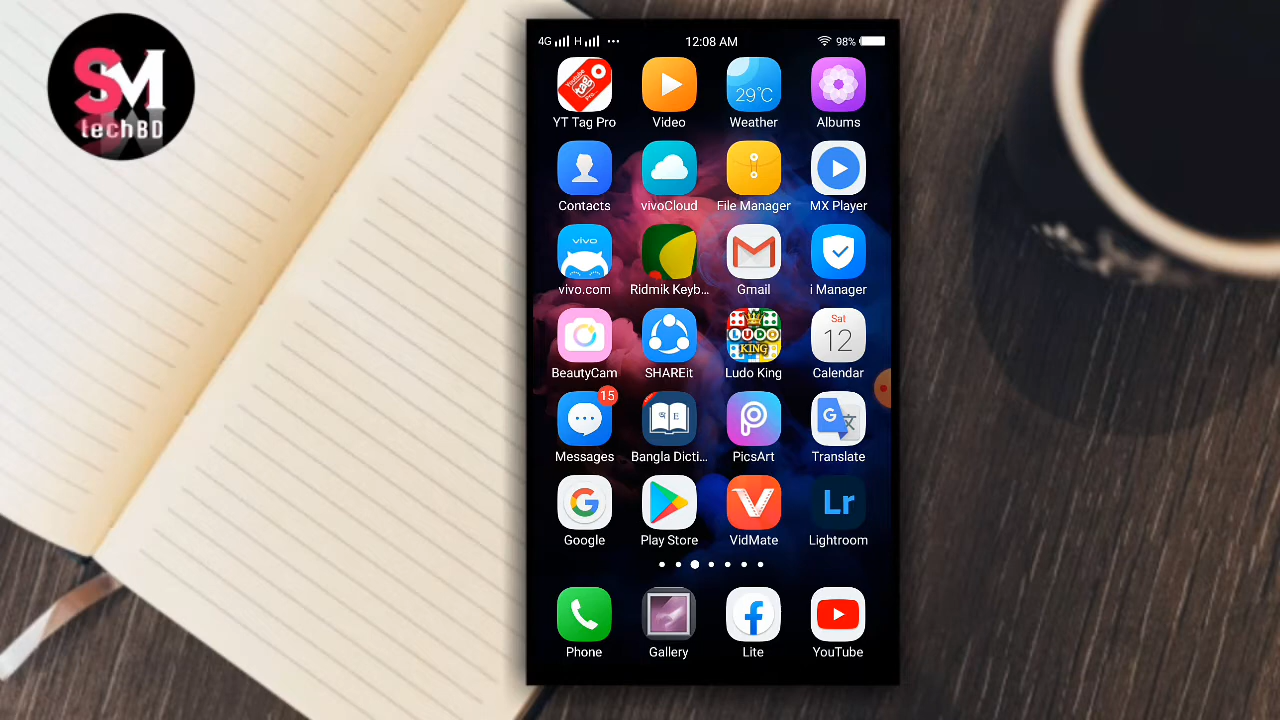 SM
techBD
4G H 12:08 AM 98%
Youtube
tag
29°C
YT Tag Pro Video Weather Albums
Contacts vivoCloud File Manager MX Player
vivo
vivo.com Ridmik Keyb... Gmail i Manager
LUDO
KING
Sat
12
BeautyCam SHAREit Ludo King Calendar
15
অ E
G
Messages Bangla Dicti... PicsArt Translate
G
Lr
Google Play Store VidMate Lightroom
Phone Gallery Lite YouTube